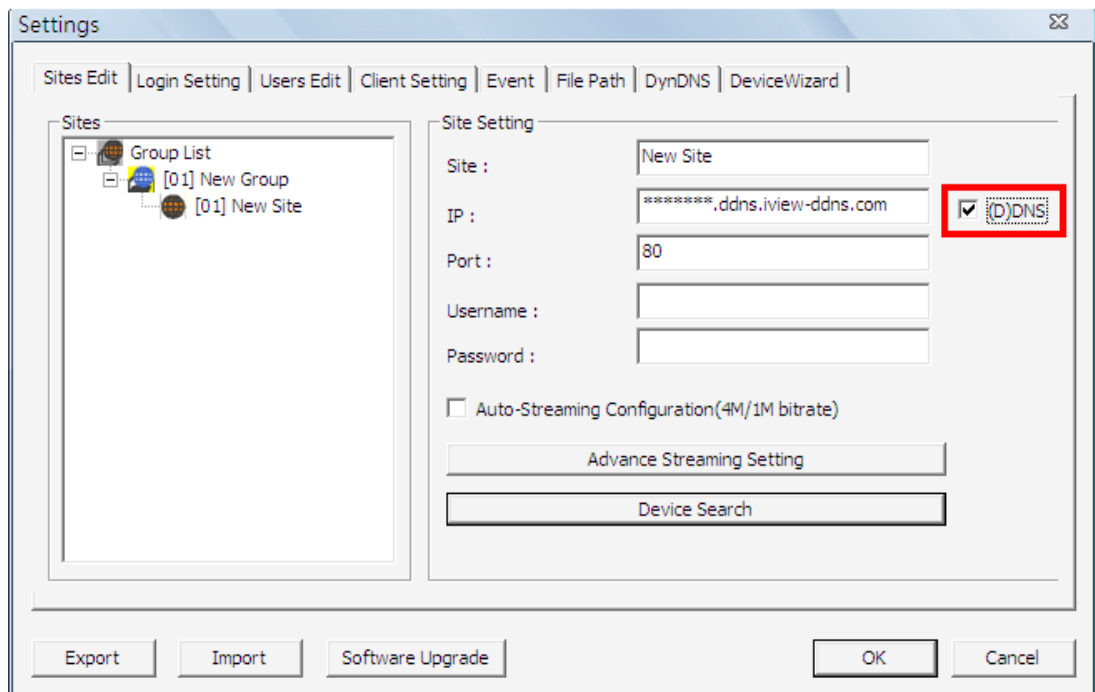 Settings
Sites Edit Login Setting Users Edit Client Setting Event File Path DynDNS DeviceWizard
Sites
Group List
[01] New Group
[01] New Site
Site Setting
Site : New Site
IP : *******.ddns.iview-ddns.com (D)DNS
Port : 80
Username :
Password :
Auto-Streaming Configuration(4M/1M bitrate)
Advance Streaming Setting
Device Search
Export Import Software Upgrade OK Cancel